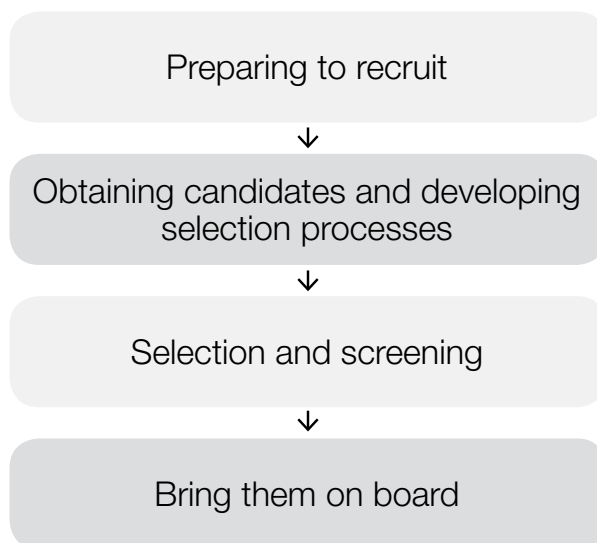 Preparing to recruit
Obtaining candidates and developing
selection processes
Selection and screening
Bring them on board